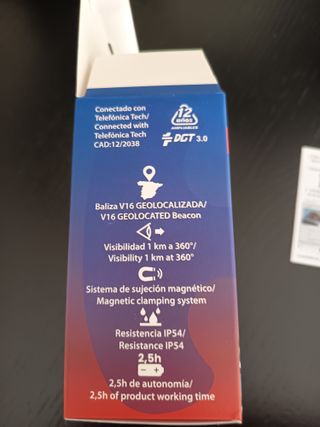 Conectado con
Telefónica Tech/
Connected with
Telefónica Tech
CAD:12/2038
12
años
AMPLIABLES
DGT 3.0
Baliza V16 GEOLOCALIZADA/
V16 GEOLOCATED Beacon
Visibilidad 1 km a 360°/
Visibility 1 km at 360°
Sistema de sujeción magnético/
Magnetic clamping system
Resistencia IP54/
Resistance IP54
2,5h
- +
2,5h de autonomía/
2,5h of product working time